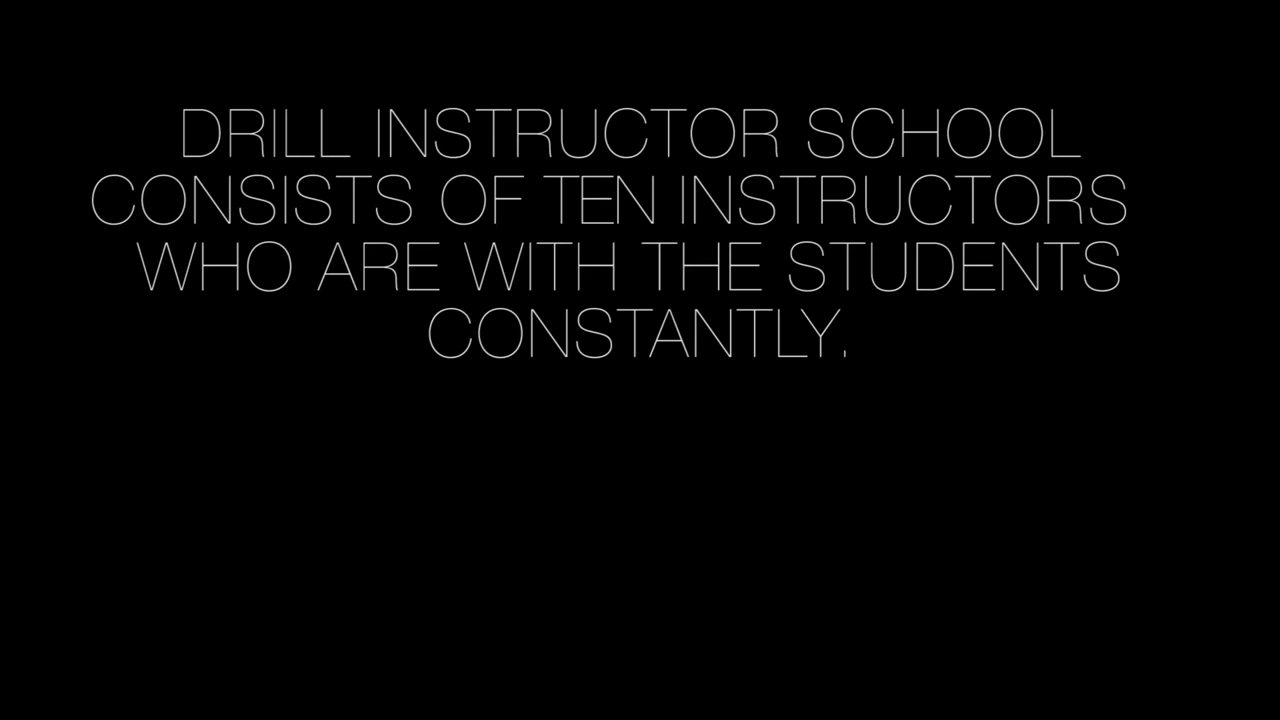 DRILL INSTRUCTOR SCHOOL
CONSISTS OF TEN INSTRUCTORS
WHO ARE WITH THE STUDENTS
CONSTANTLY.